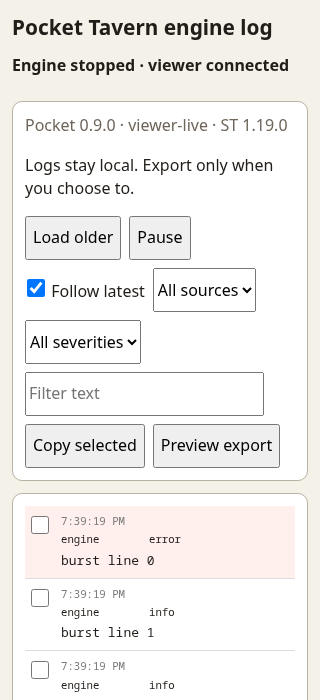 Pocket Tavern engine log
Engine stopped · viewer connected
Pocket 0.9.0 · viewer-live · ST 1.19.0
Logs stay local. Export only when
you choose to.
Load older
Pause
Follow latest
All sources
All severities
Filter text
Copy selected
Preview export
7:39:19 PM
engine error
burst line 0
7:39:19 PM
engine info
burst line 1
7:39:19 PM
engine info